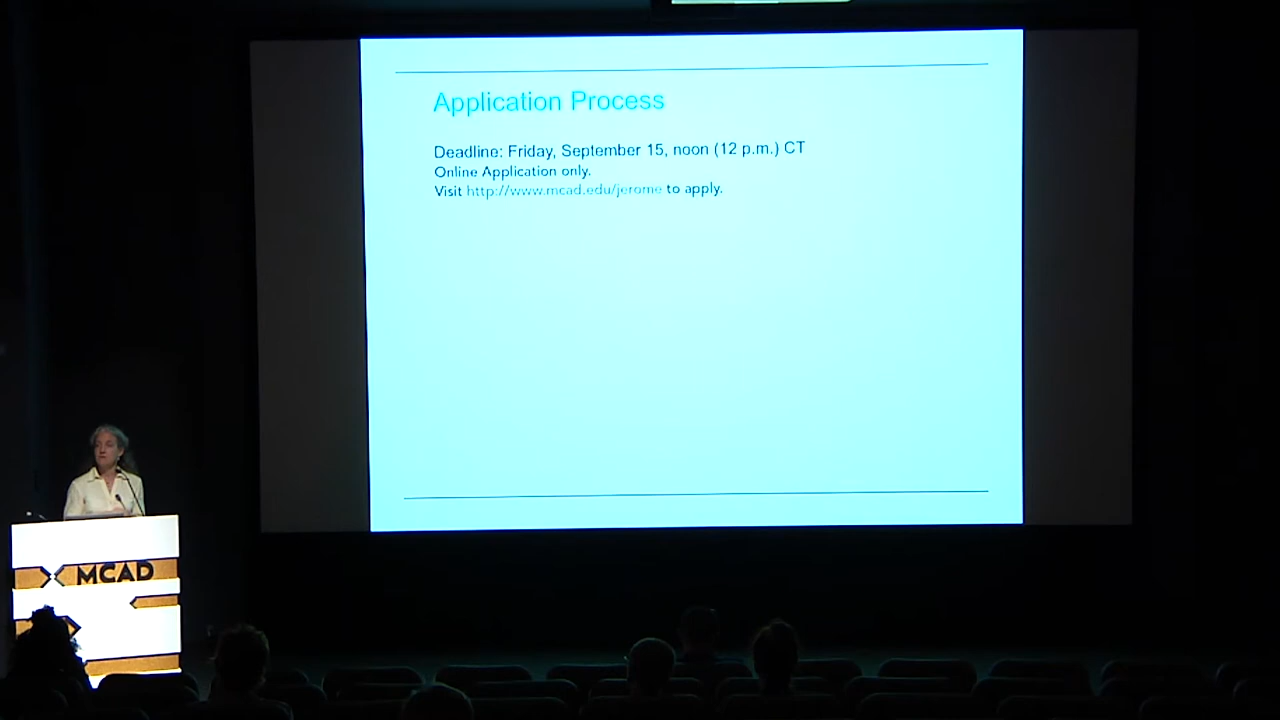 Application Process
Deadline: Friday, September 15, noon (12 p.m.) CT
Online Application only.
Visit http://www.mcad.edu/jerome to apply.
MCAD